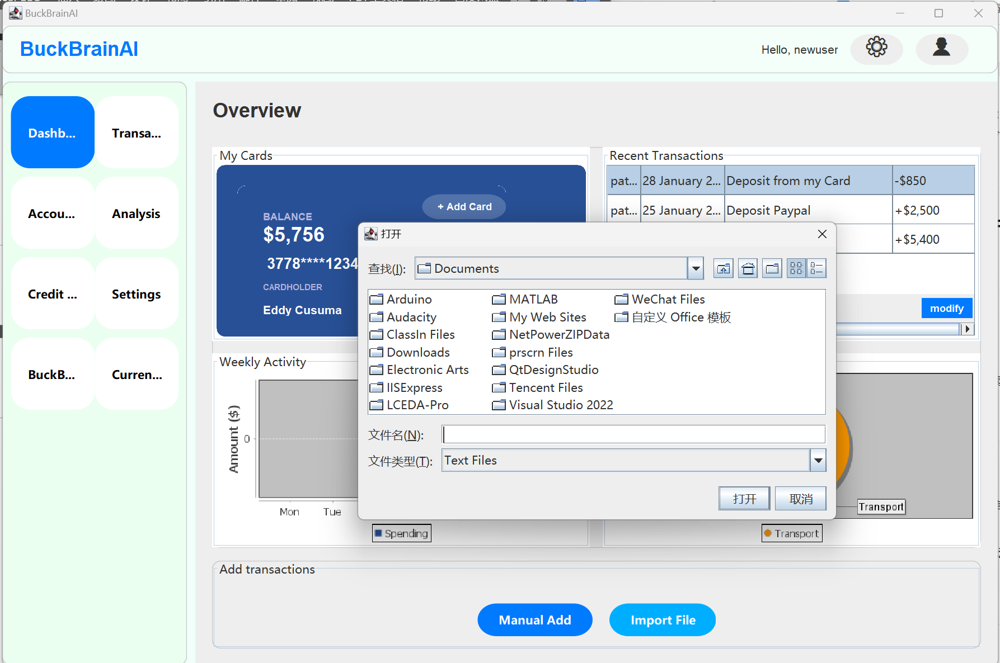 BuckBrainAI
BuckBrainAI
Hello, newuser
Dashb...
Transa...
Accou...
Analysis
Credit ...
Settings
BuckB...
Curren...
Overview
My Cards
+ Add Card
BALANCE
$5,756
3778****1234
CARDHOLDER
Eddy Cusuma
Recent Transactions
pat... 28 January 2... Deposit from my Card -$850
pat... 25 January 2... Deposit Paypal +$2,500
+$5,400
modify
打开
查找(I): Documents
Arduino
Audacity
ClassIn Files
Downloads
Electronic Arts
IISExpress
LCEDA-Pro
MATLAB
My Web Sites
NetPowerZIPData
prscrn Files
QtDesignStudio
Tencent Files
Visual Studio 2022
WeChat Files
自定义 Office 模板
文件名(N):
文件类型(T): Text Files
打开
取消
Weekly Activity
Amount ($)
0
Mon Tue
Spending
Transport
Transport
Add transactions
Manual Add
Import File